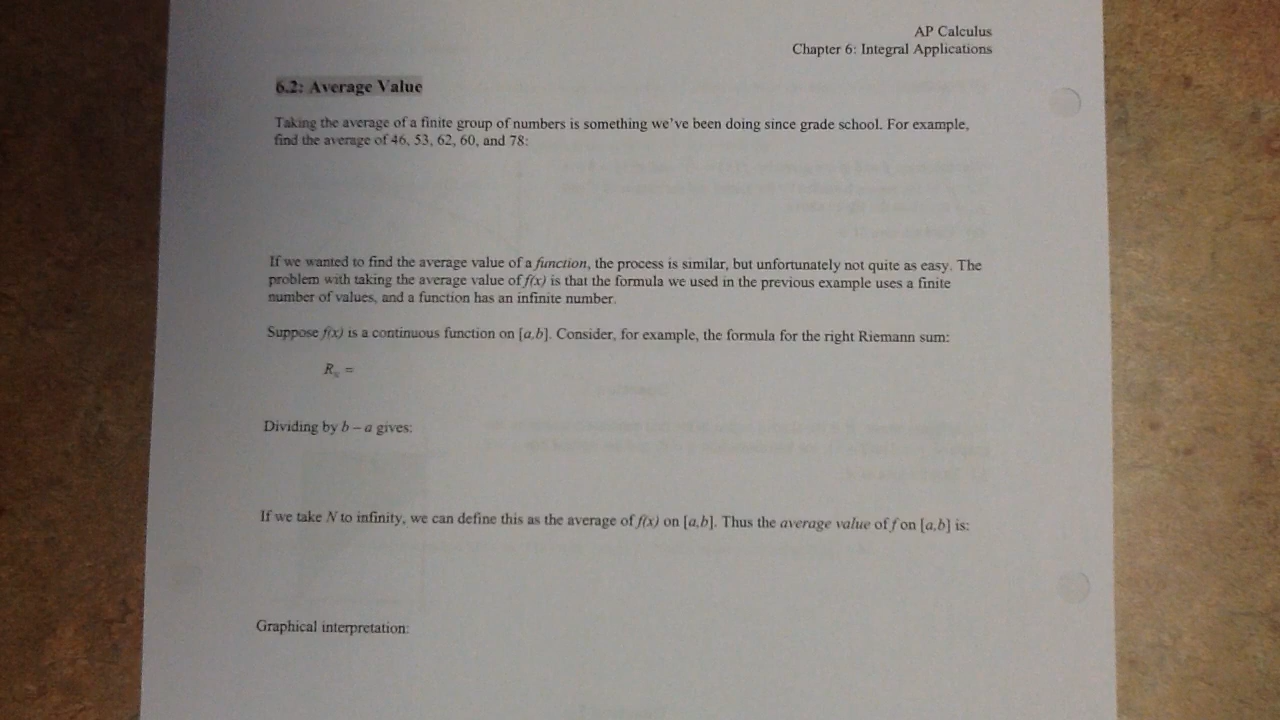 AP Calculus
Chapter 6: Integral Applications
6.2: Average Value
Taking the average of a finite group of numbers is something we've been doing since grade school. For example,
find the average of 46, 53, 62, 60, and 78:
If we wanted to find the average value of a function, the process is similar, but unfortunately not quite as easy. The
problem with taking the average value of f(x) is that the formula we used in the previous example uses a finite
number of values, and a function has an infinite number.
Suppose f(x) is a continuous function on [a,b]. Consider, for example, the formula for the right Riemann sum:
R =
Dividing by b – a gives:
If we take N to infinity, we can define this as the average of f(x) on [a,b]. Thus the average value of f on [a,b] is:
Graphical interpretation: